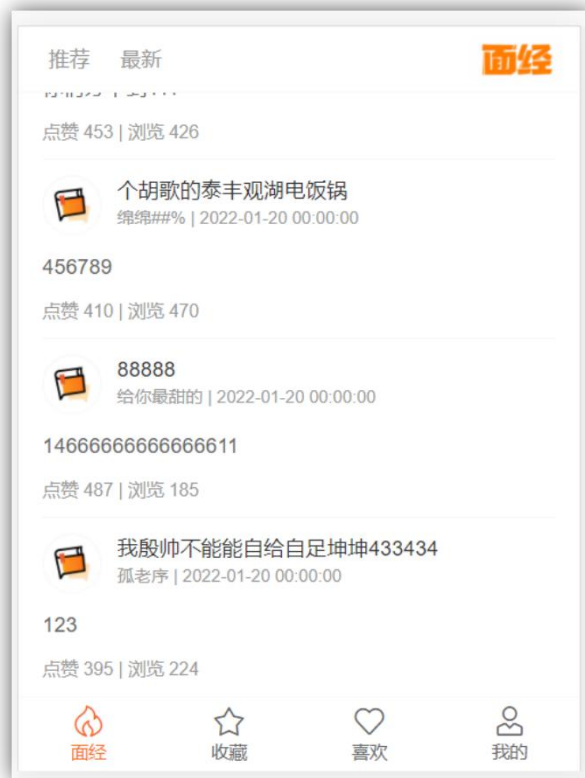 推荐 最新 面经
点赞 453 | 浏览 426
个胡歌的泰丰观湖电饭锅
绵绵##% | 2022-01-20 00:00:00
456789
点赞 410 | 浏览 470
88888
给你最甜的 | 2022-01-20 00:00:00
14666666666666611
点赞 487 | 浏览 185
我殷帅不能能自给自足坤坤433434
孤老序 | 2022-01-20 00:00:00
123
点赞 395 | 浏览 224
面经 收藏 喜欢 我的